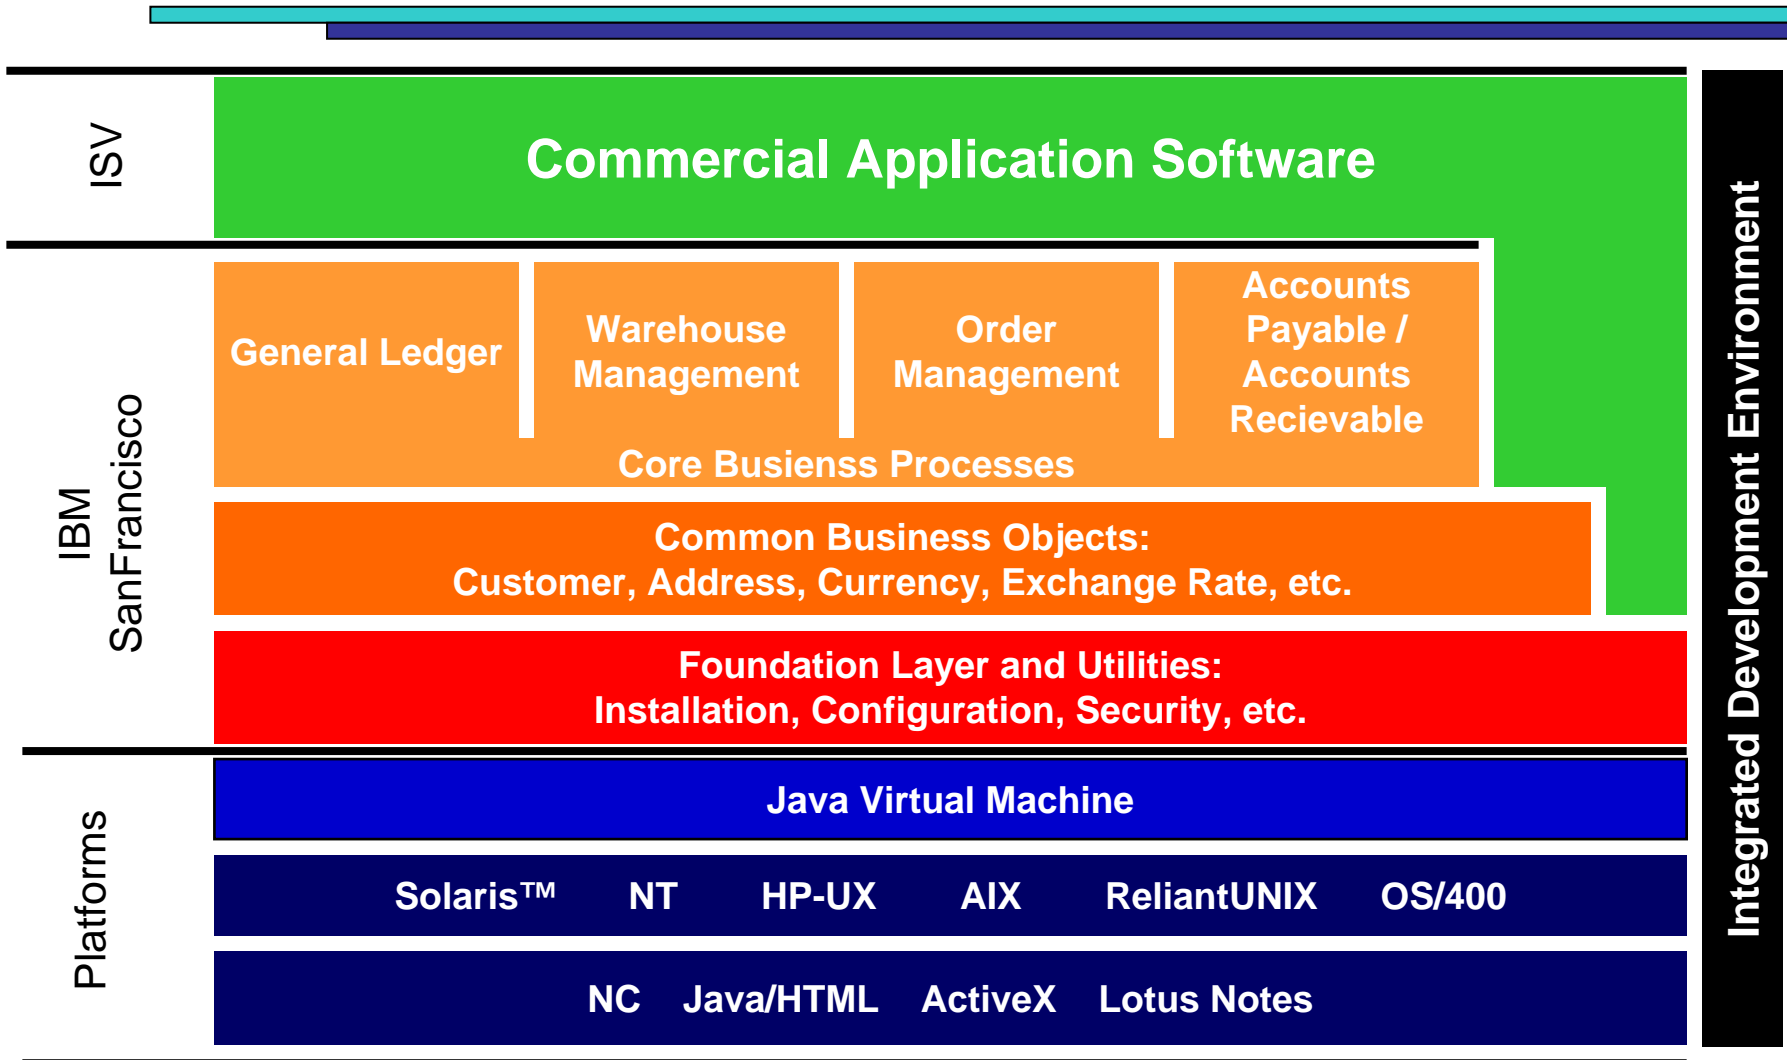 ISV
Commercial Application Software
IBM
SanFrancisco
General Ledger
Warehouse
Management
Order
Management
Accounts
Payable /
Accounts
Recievable
Core Busienss Processes
Common Business Objects:
Customer, Address, Currency, Exchange Rate, etc.
Foundation Layer and Utilities:
Installation, Configuration, Security, etc.
Platforms
Java Virtual Machine
Solaris™ NT HP-UX AIX ReliantUNIX OS/400
NC Java/HTML ActiveX Lotus Notes
Integrated Development Environment